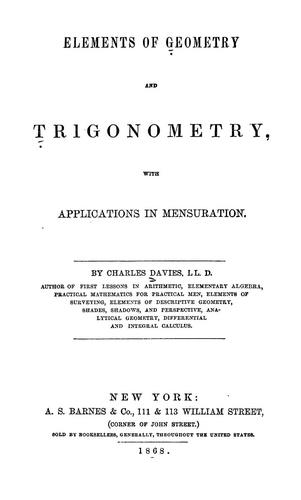 ELEMENTS OF GEOMETRY
AND
TRIGONOMETRY,
WITH
APPLICATIONS IN MENSURATION.
BY CHARLES DAVIES, LL. D.
AUTHOR OF FIRST LESSONS IN ARITHMETIC, ELEMENTARY ALGEBRA,
PRACTICAL MATHEMATICS FOR PRACTICAL MEN, ELEMENTS OF
SURVEYING, ELEMENTS OF DESCRIPTIVE GEOMETRY,
SHADES, SHADOWS, AND PERSPECTIVE, ANA-
LYTICAL GEOMETRY, DIFFERENTIAL
AND INTEGRAL CALCULUS.
NEW YORK:
A. S. BARNES & Co., 111 & 113 WILLIAM STREET,
(CORNER OF JOHN STREET.)
SOLD BY BOOKSELLERS, GENERALLY, THROUGHOUT THE UNITED STATES.
1868.